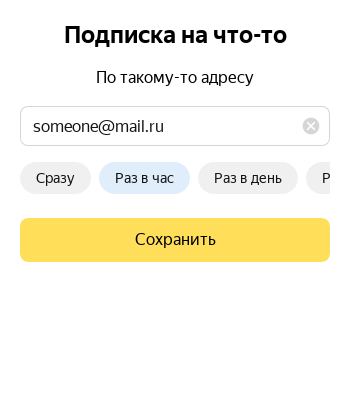 Подписка на что-то
По такому-то адресу
someone@mail.ru
Сразу Раз в час Раз в день Р
Сохранить